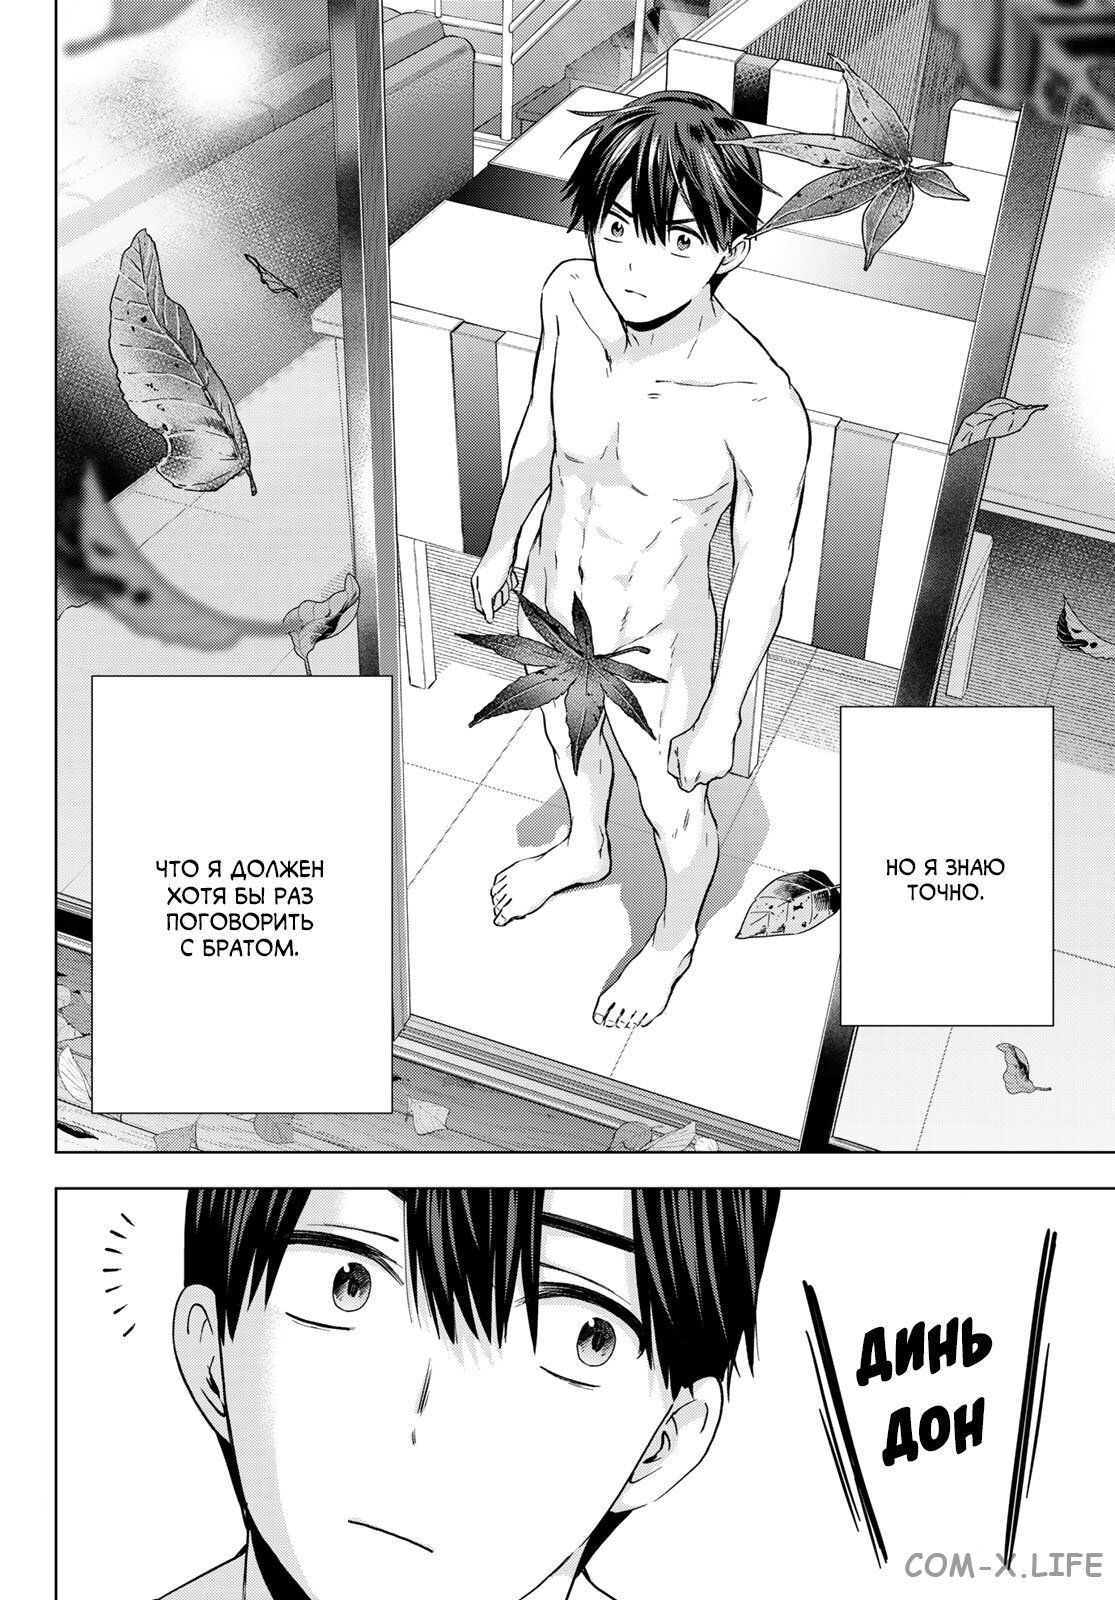 НО Я ЗНАЮ
ТОЧНО.
ЧТО Я ДОЛЖЕН
ХОТЯ БЫ РАЗ
ПОГОВОРИТЬ
С БРАТОМ.
ДИНЬ
ДОН
COM-X.LIFE